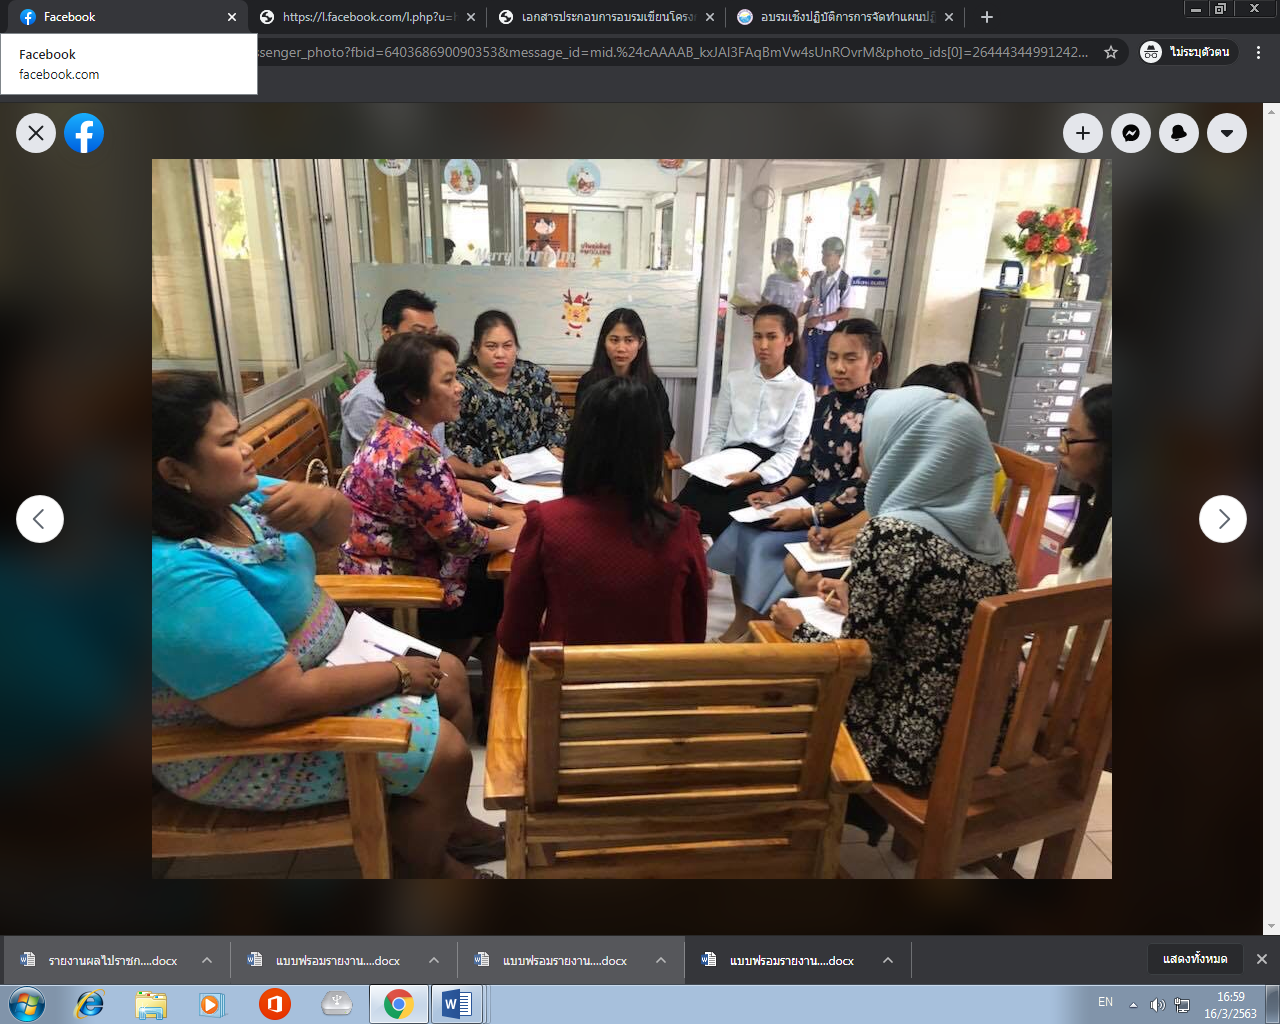 Facebook
https://l.facebook.com/l.php?u=h
เอกสารประกอบการอบรมเขียนโครงก
อบรมเชิงปฏิบัติการการจัดทำแผนปฏิ
Facebook
facebook.com
ssenger_photo?fbid=640368690090353&message_id=mid.%24cAAAAB_kxJAl3FAqBmVw4sUnROvrM&photo_ids[0]=26444344991242...
ไม่ระบุตัวตน
Merry Christm
รายงานผลไปราชก....docx
แบบฟรอมรายงาน....docx
แบบฟรอมรายงาน....docx
แบบฟรอมรายงาน....docx
แสดงทั้งหมด
EN
16:59
16/3/2563